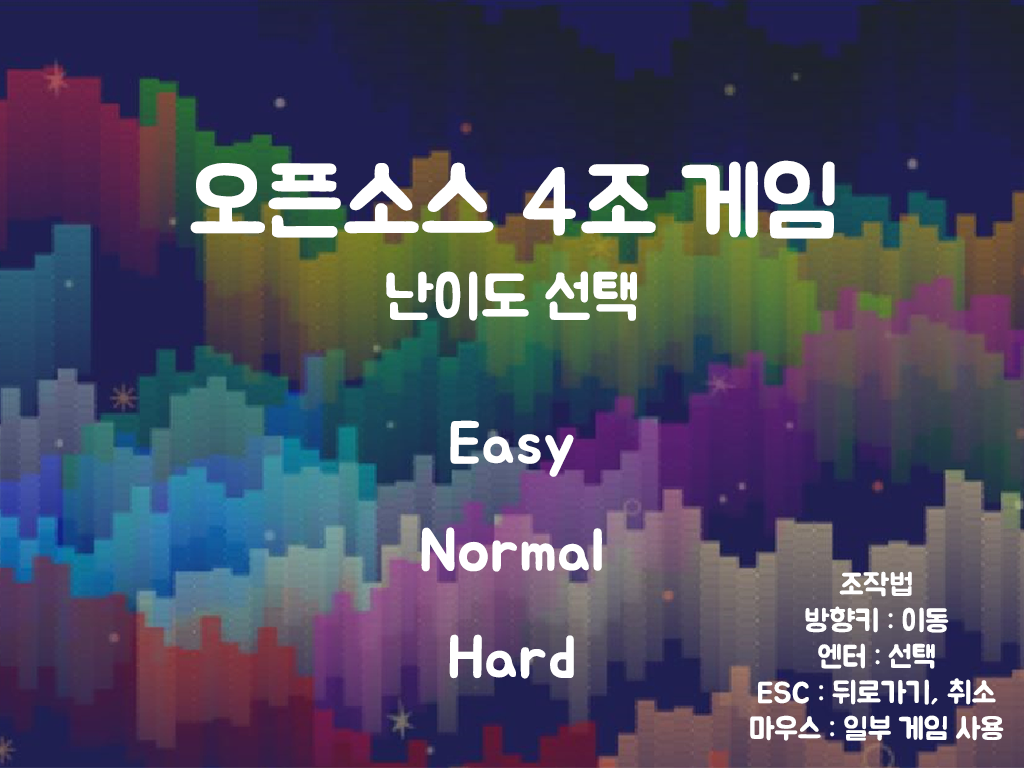 오픈소스 4조 게임
난이도 선택
Easy
Normal
Hard
조작법
방향키 : 이동
엔터 : 선택
ESC : 뒤로가기, 취소
마우스 : 일부 게임 사용